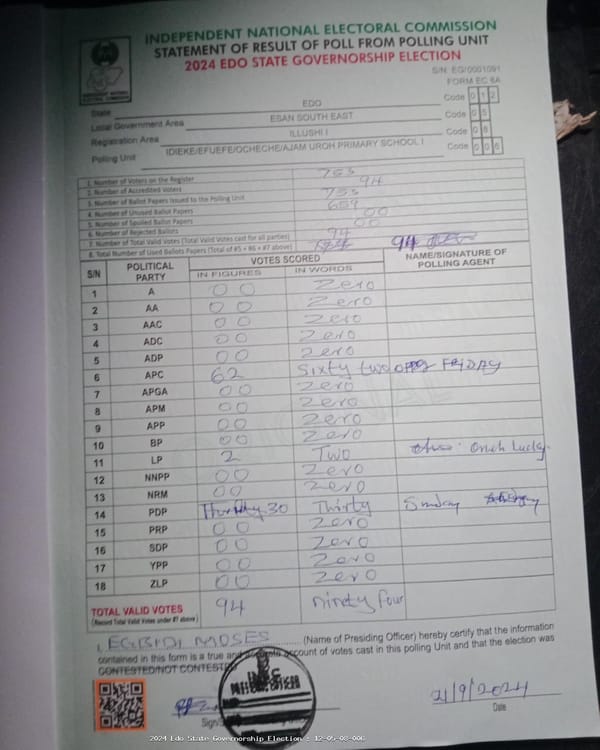 INDEPENDENT NATIONAL ELECTORAL COMMISSION
STATEMENT OF RESULT OF POLL FROM POLLING UNIT
2024 EDO STATE GOVERNORSHIP ELECTION
S/N: EG/0001091
FORM EC 8A
INDEPENDENT NATIONAL ELECTORAL COMMISSION
State EDO Code 0 1 2
Local Government Area ESAN SOUTH EAST Code 0 5
Registration Area ILLUSHI I Code 0 8
Polling Unit IDIEKE/EFUEFE/OCHECHE/AJAM UROH PRIMARY SCHOOL I Code 0 0 6
1. Number of Voters on the Register 753
2. Number of Accredited Voters 94
3. Number of Ballot Papers Issued to the Polling Unit 753
4. Number of Unused Ballot Papers 659
5. Number of Spoiled Ballot Papers 00
6. Number of Rejected Ballots 00
7. Number of Total Valid Votes (Total Valid Votes cast for all parties) 94
8. Total Number of Used Ballots Papers (Total of #5 + #6 + #7 above) 94
S/N POLITICAL PARTY VOTES SCORED NAME/SIGNATURE OF POLLING AGENT
IN FIGURES IN WORDS
1 A 00 Zero
2 AA 00 Zero
3 AAC 00 Zero
4 ADC 00 Zero
5 ADP 00 Zero
6 APC 62 Sixty two FRIDAY
7 APGA 00 Zero
8 APM 00 Zero
9 APP 00 Zero
10 BP 00 Zero
11 LP 2 Two Lucky
12 NNPP 00 Zero
13 NRM 00 Zero
14 PDP 30 Thirty Sunday
15 PRP 00 Zero
16 SDP 00 Zero
17 YPP 00 Zero
18 ZLP 00 Zero
TOTAL VALID VOTES 94 Ninety four
(Record Total Valid Votes under #7 above)
I, EGBIDI MOSES (Name of Presiding Officer) hereby certify that the information
contained in this form is a true and accurate account of votes cast in this polling Unit and that the election was
CONTESTED/NOT CONTESTED
21/9/2024
Date
2024 Edo State Governorship Election : 12-05-08-006